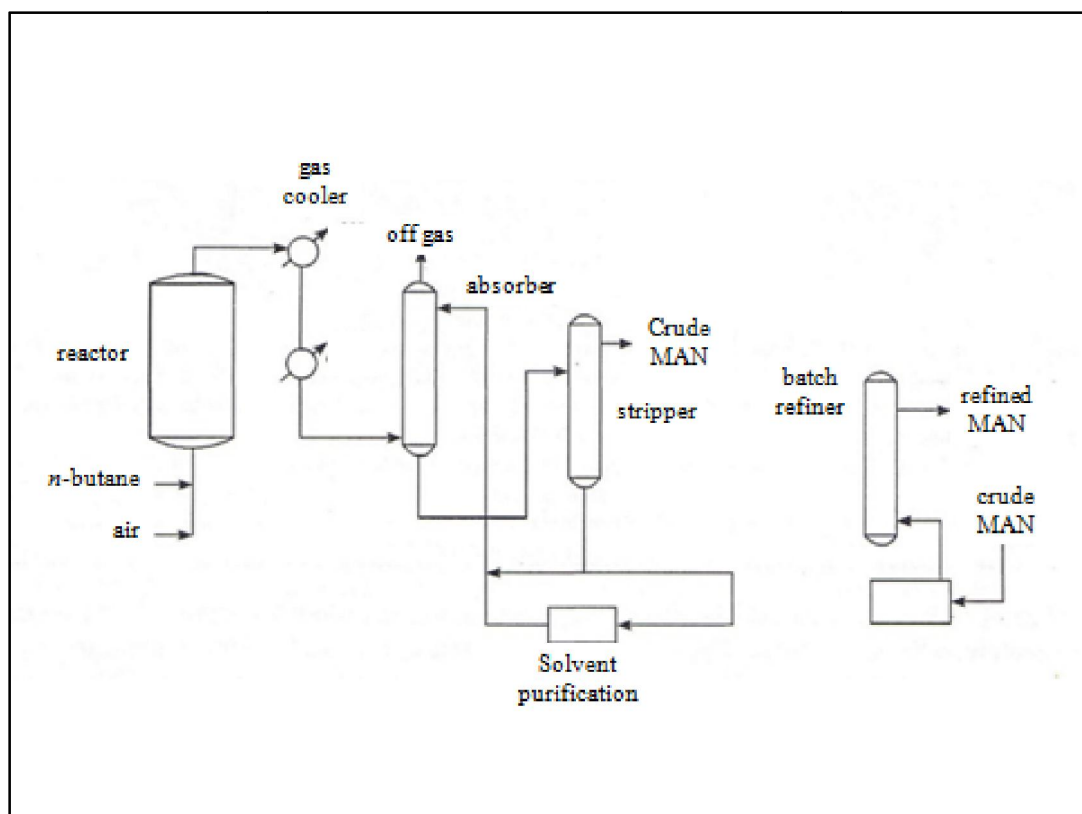 gas
cooler
off gas
absorber
reactor
Crude
MAN
stripper
batch
refiner
refined
MAN
n-butane
air
crude
MAN
Solvent
purification